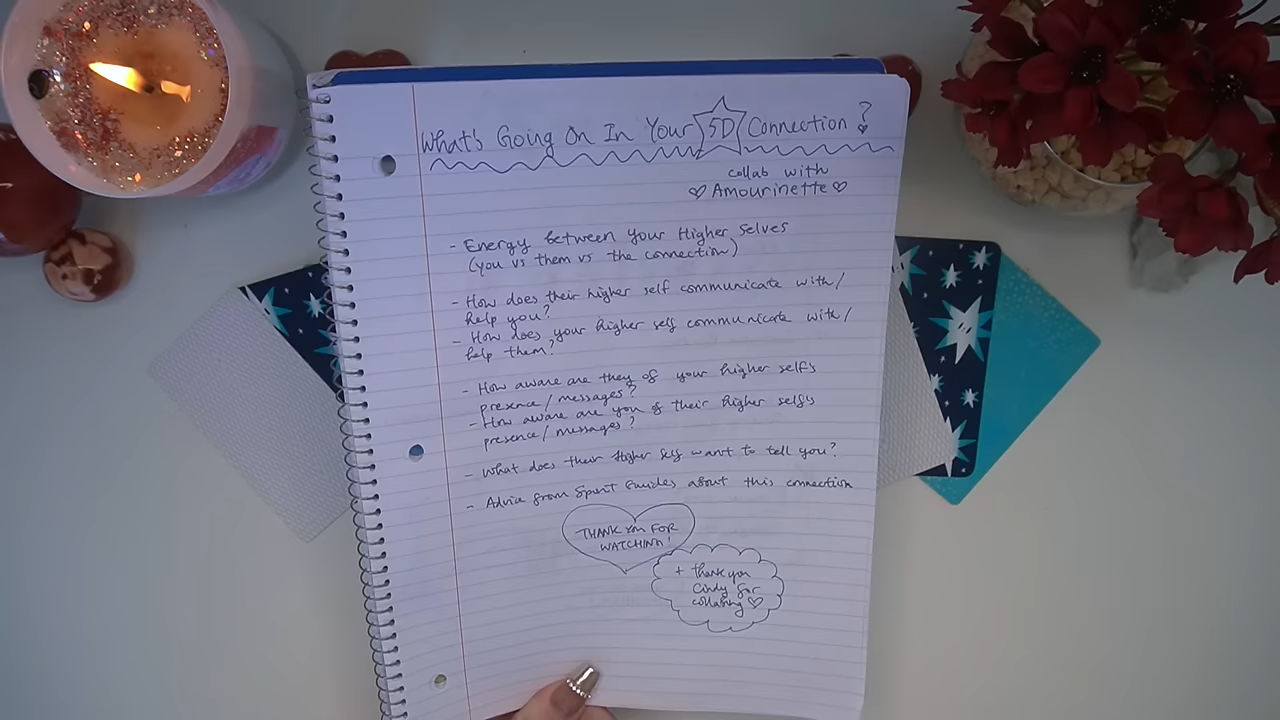 What's Going On In Your 5D Connection?
collab with
♡ Amourinette ♡
- Energy between your Higher selves
(you vs them vs the connection)
- How does their higher self communicate with/
help you?
- How does your higher self communicate with/
help them?
- How aware are they of your higher self's
presence/messages?
- How aware are you of their higher self's
presence/messages?
- What does their Higher Self want to tell you?
- Advice from Spirit Guides about this connection
THANK YOU FOR
WATCHING!
+ thank you
Cindy for
collabing ♡